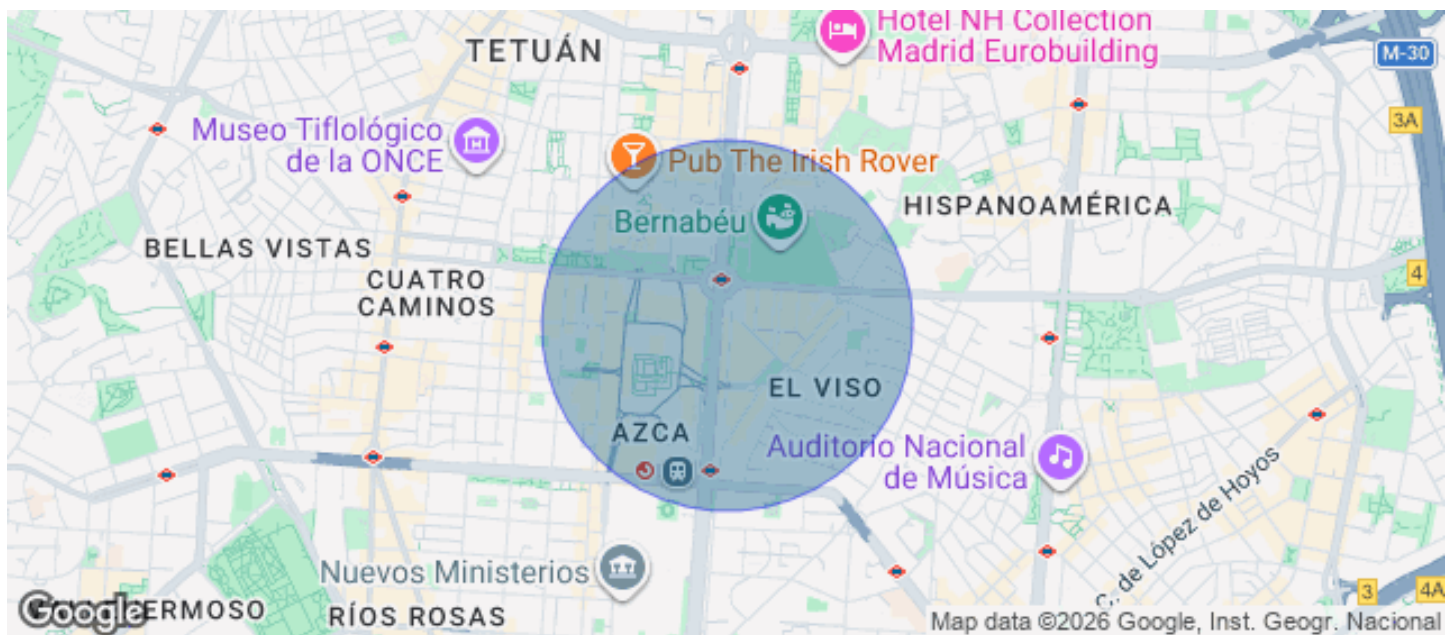 Hotel NH Collection
Madrid Eurobuilding
TETUÁN
M-30
3A
Museo Tiflológico
de la ONCE
Pub The Irish Rover
HISPANOAMÉRICA
Bernabéu
BELLAS VISTAS
CUATRO
CAMINOS
4
EL VISO
AZCA
Auditorio Nacional
de Música
C. de López de Hoyos
Nuevos Ministerios
3
4A
Google
ERMOSO
RÍOS ROSAS
Map data ©2026 Google, Inst. Geogr. Nacional